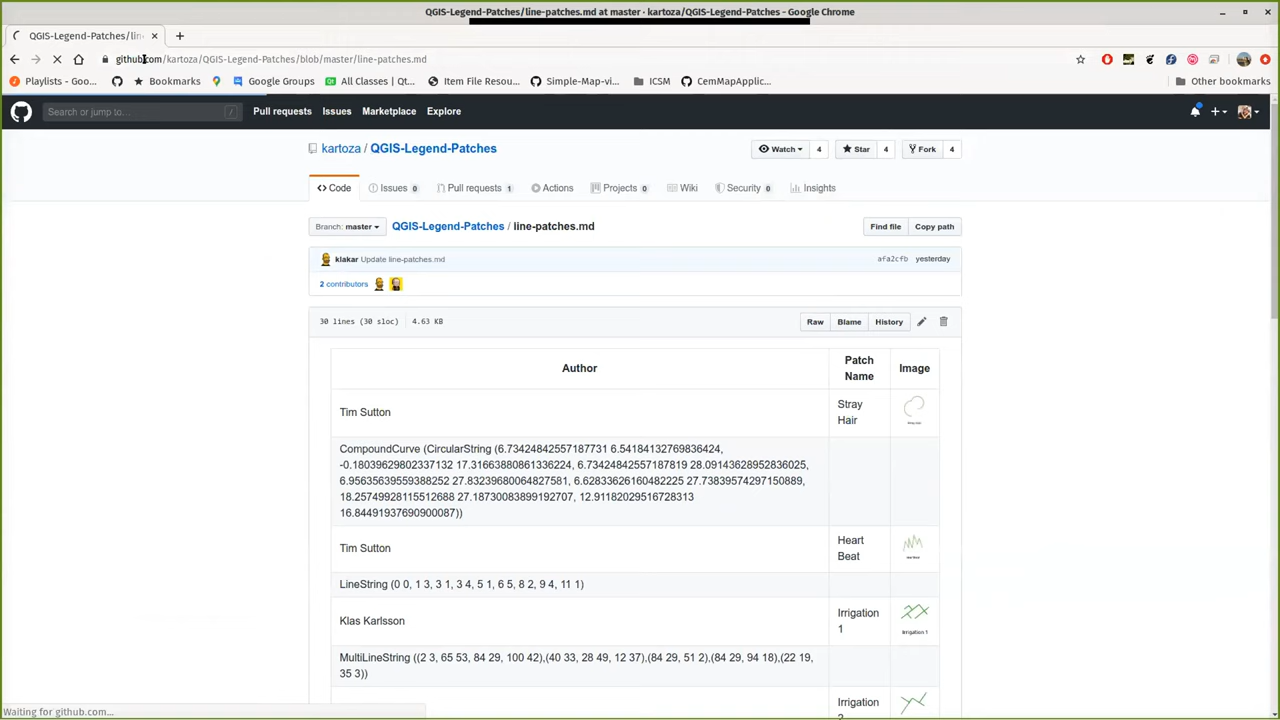 QGIS-Legend-Patches/line-patches.md at master · kartoza/QGIS-Legend-Patches - Google Chrome
QGIS-Legend-Patches/lin
github.com/kartoza/QGIS-Legend-Patches/blob/master/line-patches.md
Playlists - Goo...
Bookmarks
Google Groups
All Classes | Qt...
Item File Resou...
Simple-Map-vi...
ICSM
CemMapApplic...
Other bookmarks
Search or jump to...
/
Pull requests
Issues
Marketplace
Explore
kartoza / QGIS-Legend-Patches
Watch 4
Star 4
Fork 4
Code
Issues 0
Pull requests 1
Actions
Projects 0
Wiki
Security 0
Insights
Branch: master
QGIS-Legend-Patches / line-patches.md
Find file
Copy path
klakar Update line-patches.md
afa2cfb yesterday
2 contributors
30 lines (30 sloc) | 4.63 KB
Raw
Blame
History
Author
Patch
Name
Image
Tim Sutton
Stray
Hair
CompoundCurve (CircularString (6.73424842557187731 6.54184132769836424,
-0.18039629802337132 17.31663880861336224, 6.73424842557187819 28.09143628952836025,
6.95635639559388252 27.83239680064827581, 6.62833626160482225 27.73839574297150889,
18.25749928115512688 27.18730083899192707, 12.91182029516728313
16.84491937690900087))
Tim Sutton
Heart
Beat
LineString (0 0, 1 3, 3 1, 3 4, 5 1, 6 5, 8 2, 9 4, 11 1)
Klas Karlsson
Irrigation
1
Irrigation 1
MultiLineString ((2 3, 65 53, 84 29, 100 42),(40 33, 28 49, 12 37),(84 29, 51 2),(84 29, 94 18),(22 19,
35 3))
Irrigation
2
Waiting for github.com...